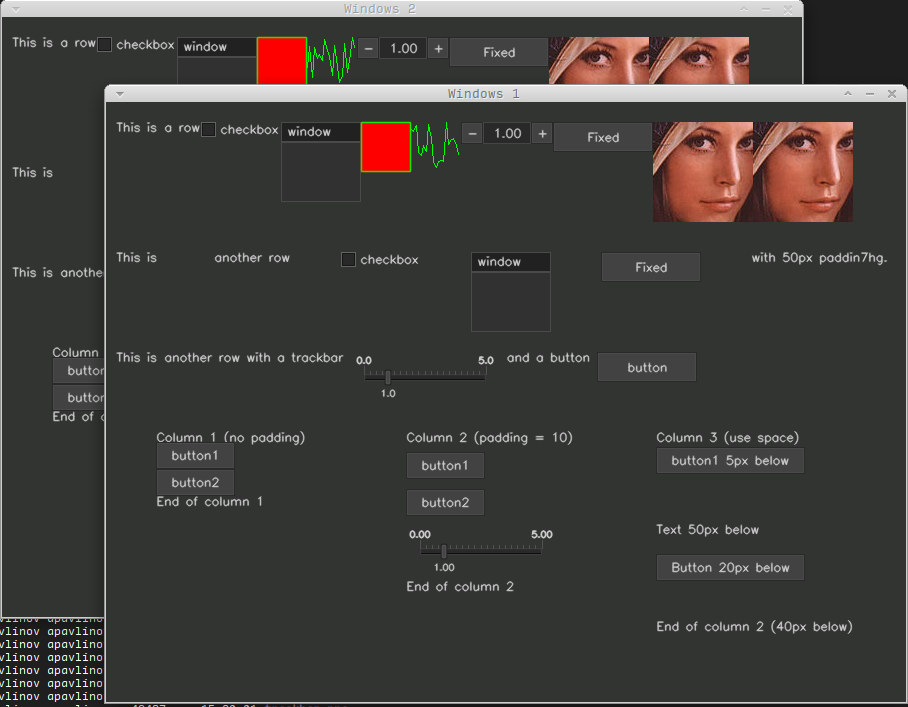 Windows 2
This is a row checkbox window − 1.00 + Fixed
This is
This is anothe
Column
button
button
End of c
Windows 1
This is a row checkbox window − 1.00 + Fixed
This is another row checkbox window Fixed with 50px paddin7hg.
This is another row with a trackbar 0.0 5.0 1.0 and a button button
Column 1 (no padding)
button1
button2
End of column 1
Column 2 (padding = 10)
button1
button2
0.00 5.00
1.00
End of column 2
Column 3 (use space)
button1 5px below
Text 50px below
Button 20px below
End of column 2 (40px below)
vlinov apavlino
vlinov apavlino
vlinov apavlino
vlinov apavlino
vlinov apavlino
vlinov apavlino
vlinov apavlino